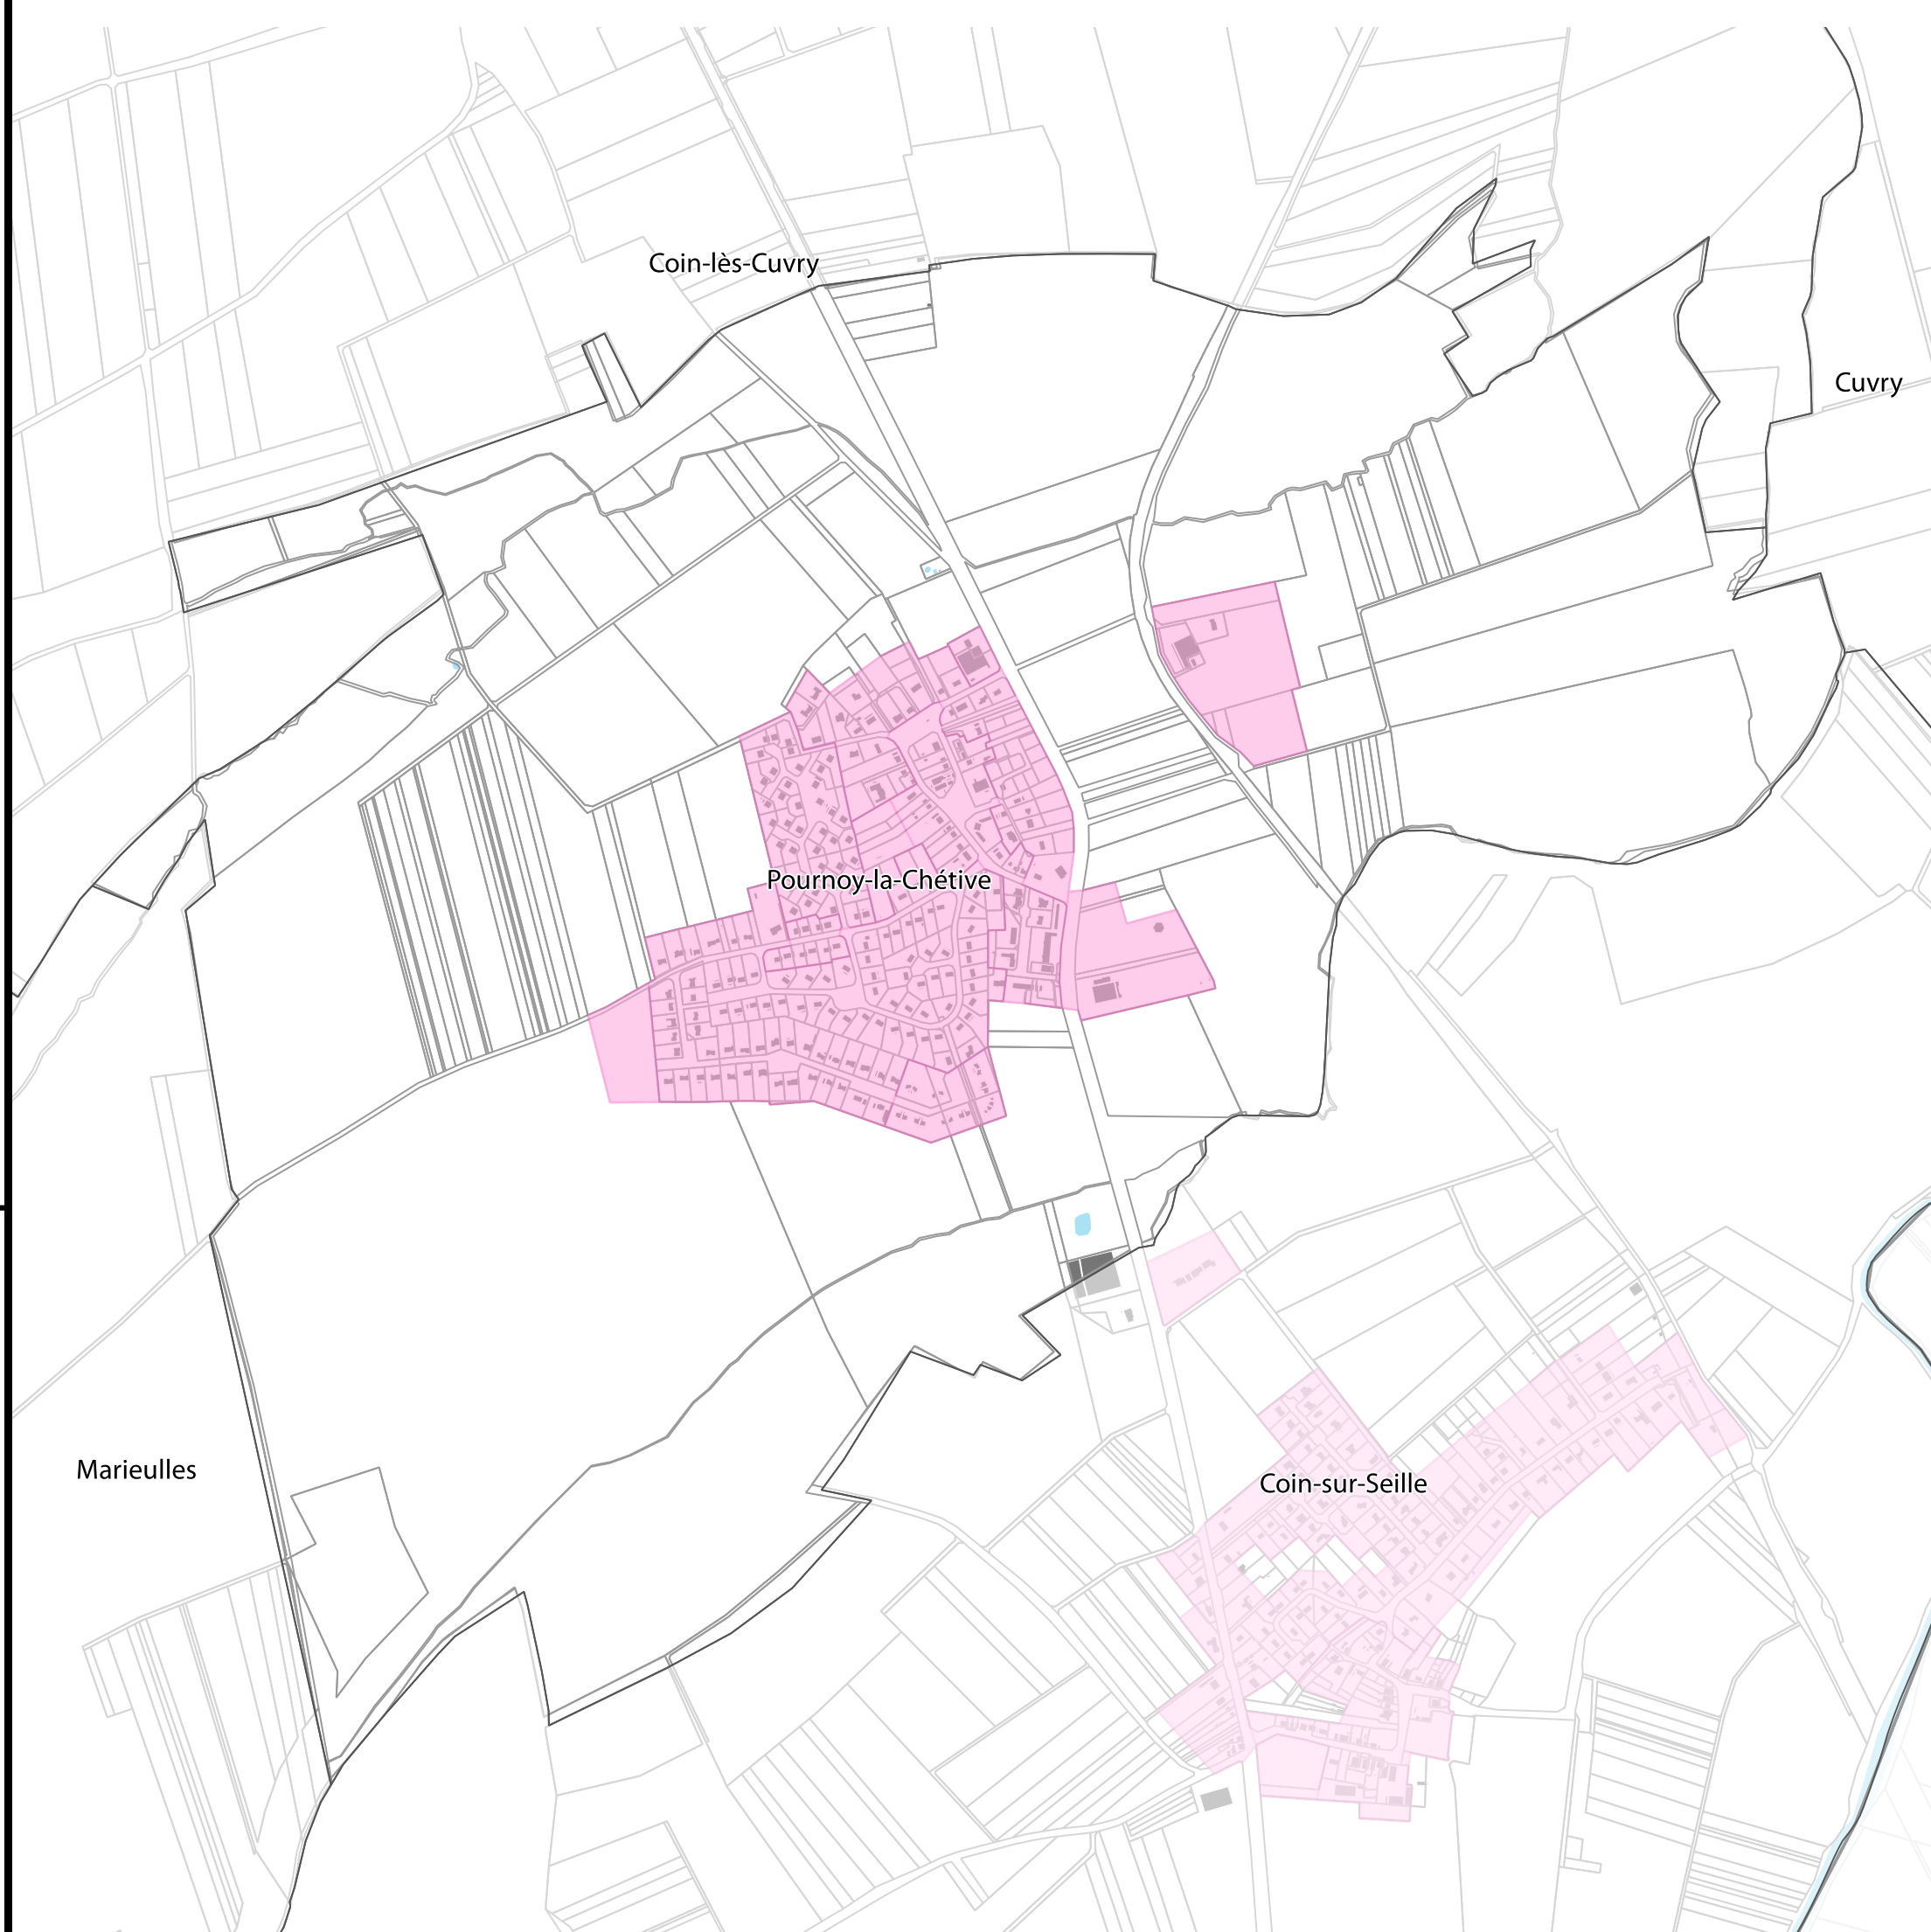 Coin-lès-Cuvry
Cuvry
Pournoy-la-Chétive
Marieulles
Coin-sur-Seille